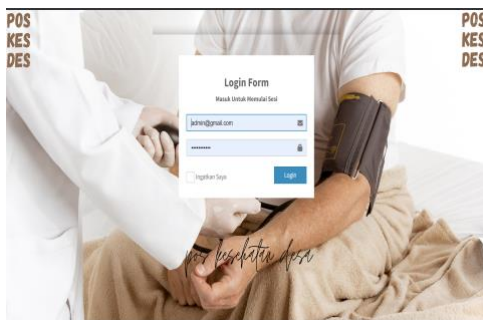 POS
KES
DES
POS
KES
DES
Login Form
Masuk Untuk Memulai Sesi
admin@gmail.com
Ingatkan Saya
Login
pos kesehatan desa